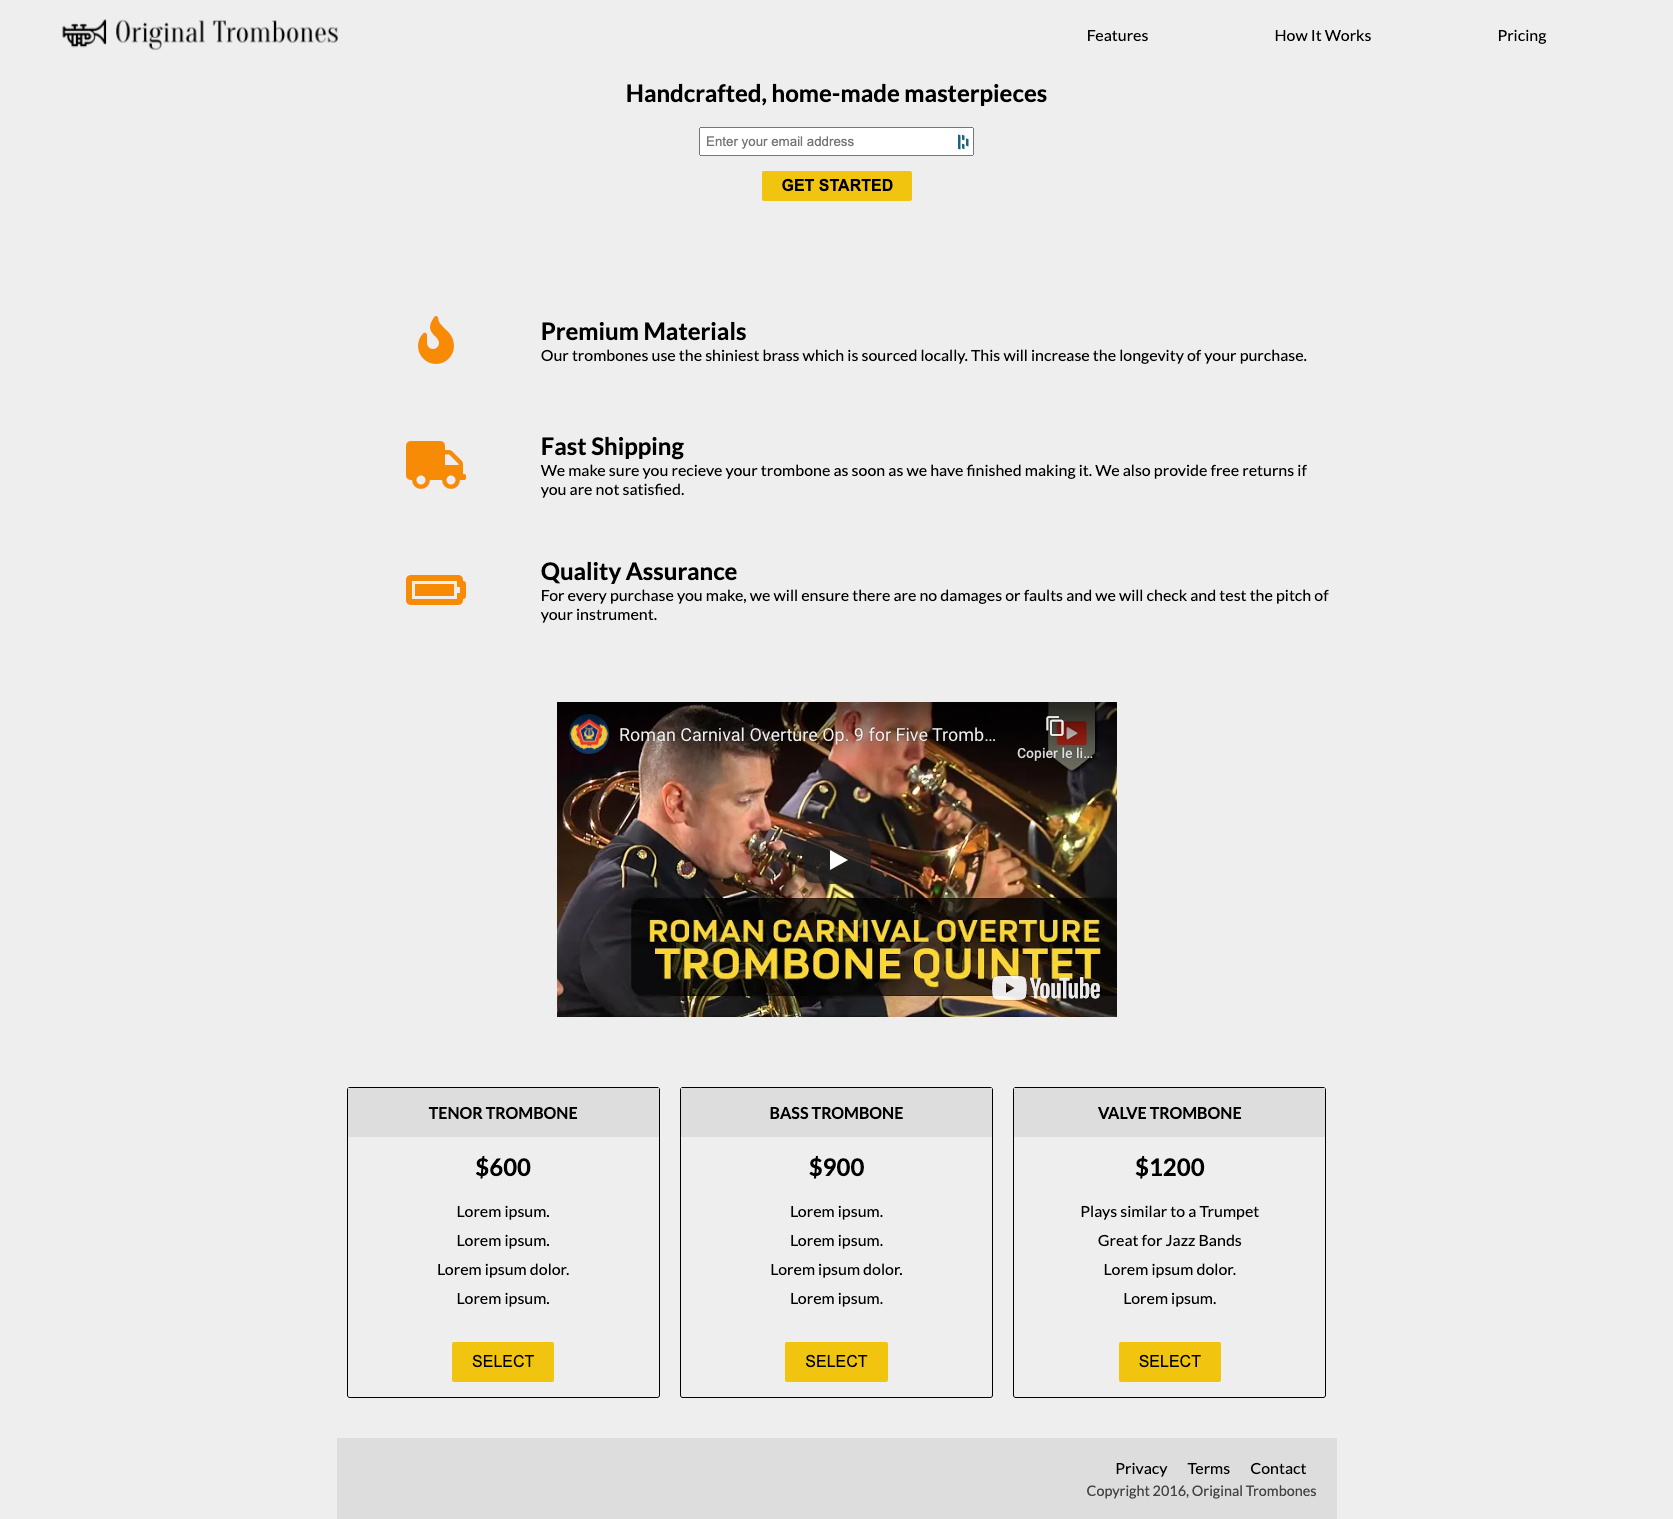 Original Trombones
Features
How It Works
Pricing
Handcrafted, home-made masterpieces
Enter your email address
GET STARTED
Premium Materials
Our trombones use the shiniest brass which is sourced locally. This will increase the longevity of your purchase.
Fast Shipping
We make sure you recieve your trombone as soon as we have finished making it. We also provide free returns if
you are not satisfied.
Quality Assurance
For every purchase you make, we will ensure there are no damages or faults and we will check and test the pitch of
your instrument.
Roman Carnival Overture Op. 9 for Five Tromb...
Copier le li...
ROMAN CARNIVAL OVERTURE
TROMBONE QUINTET
YouTube
TENOR TROMBONE
$600
Lorem ipsum.
Lorem ipsum.
Lorem ipsum dolor.
Lorem ipsum.
SELECT
BASS TROMBONE
$900
Lorem ipsum.
Lorem ipsum.
Lorem ipsum dolor.
Lorem ipsum.
SELECT
VALVE TROMBONE
$1200
Plays similar to a Trumpet
Great for Jazz Bands
Lorem ipsum dolor.
Lorem ipsum.
SELECT
Privacy
Terms
Contact
Copyright 2016, Original Trombones